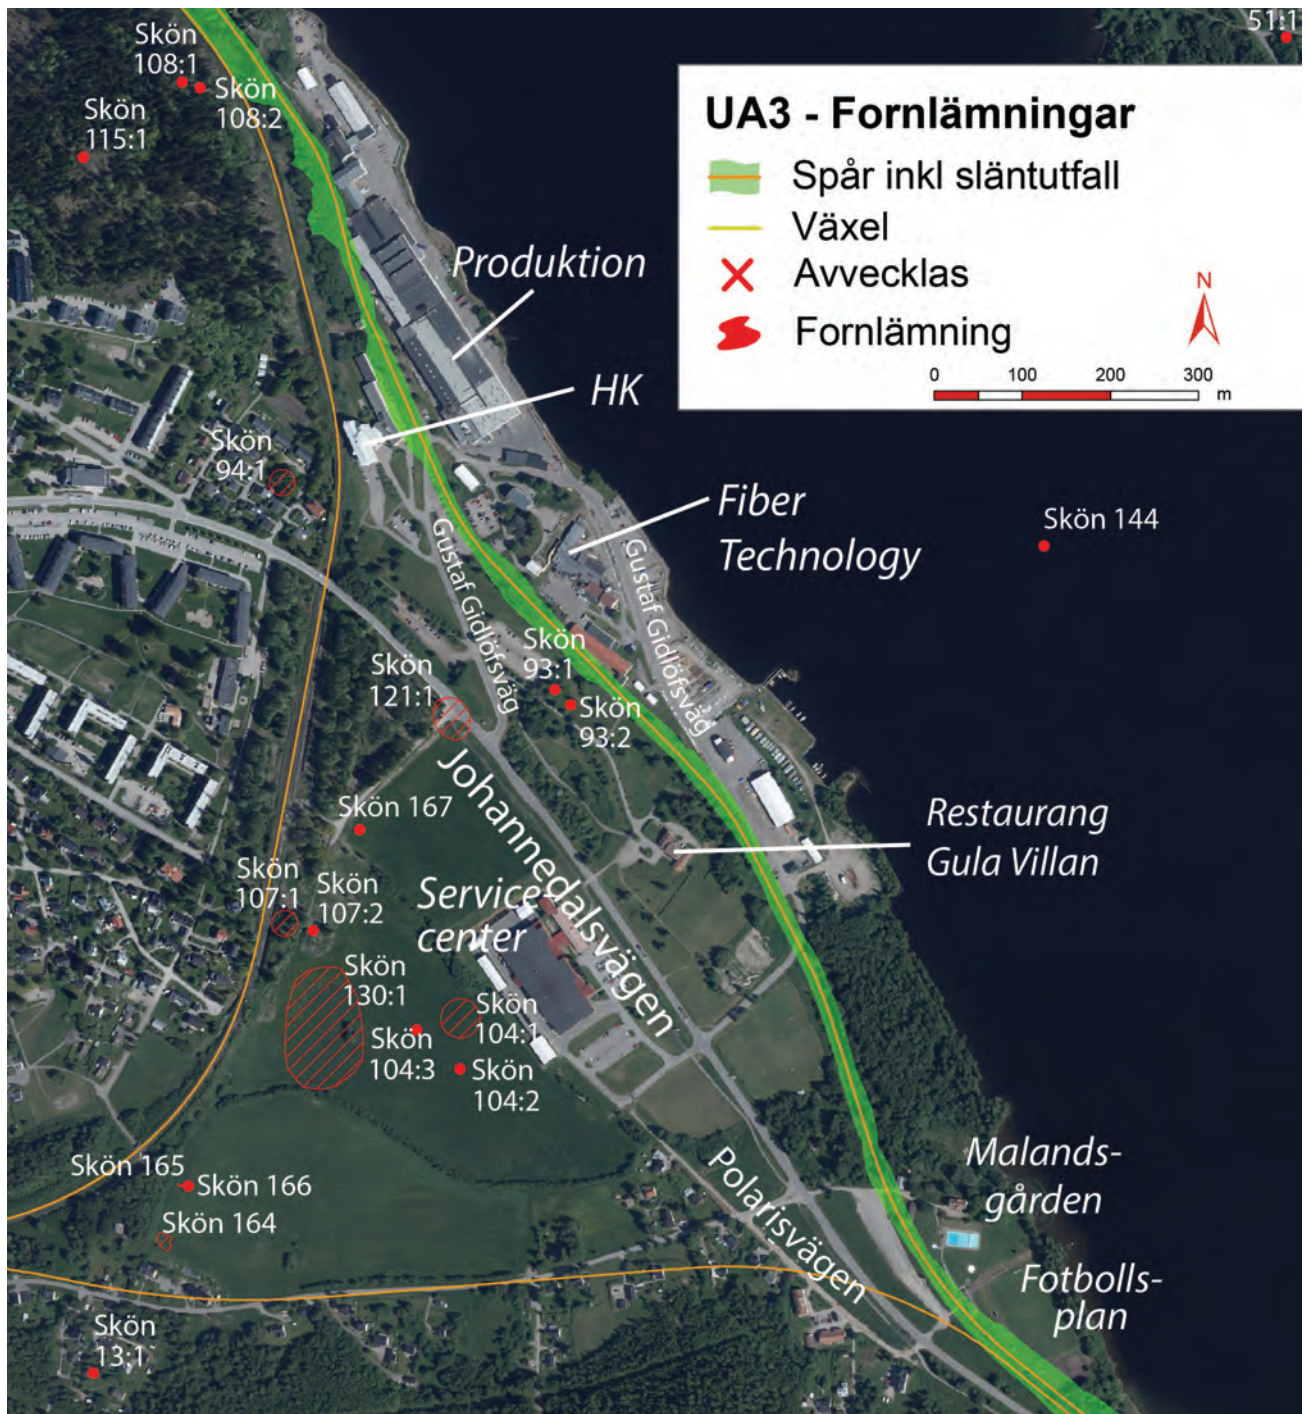 51:1
Skön
108:1
Skön
108:2
Skön
115:1
UA3 - Fornlämningar
Spår inkl släntutfall
Växel
Avvecklas
Fornlämning
N
0 100 200 300
m
Produktion
HK
Skön
94:1
Fiber
Technology
Skön 144
Gustaf Gidlöfsväg
Gustaf Gidlöfsväg
Skön
93:1
Skön
93:2
Skön
121:1
Johannedalsvägen
Skön 167
Restaurang
Gula Villan
Skön
107:1
Skön
107:2
Service
center
Skön
130:1
Skön
104:1
Skön
104:3
Skön
104:2
Malands-
gården
Polarisvägen
Skön 165
Skön 166
Skön 164
Fotbolls-
plan
Skön
13:1